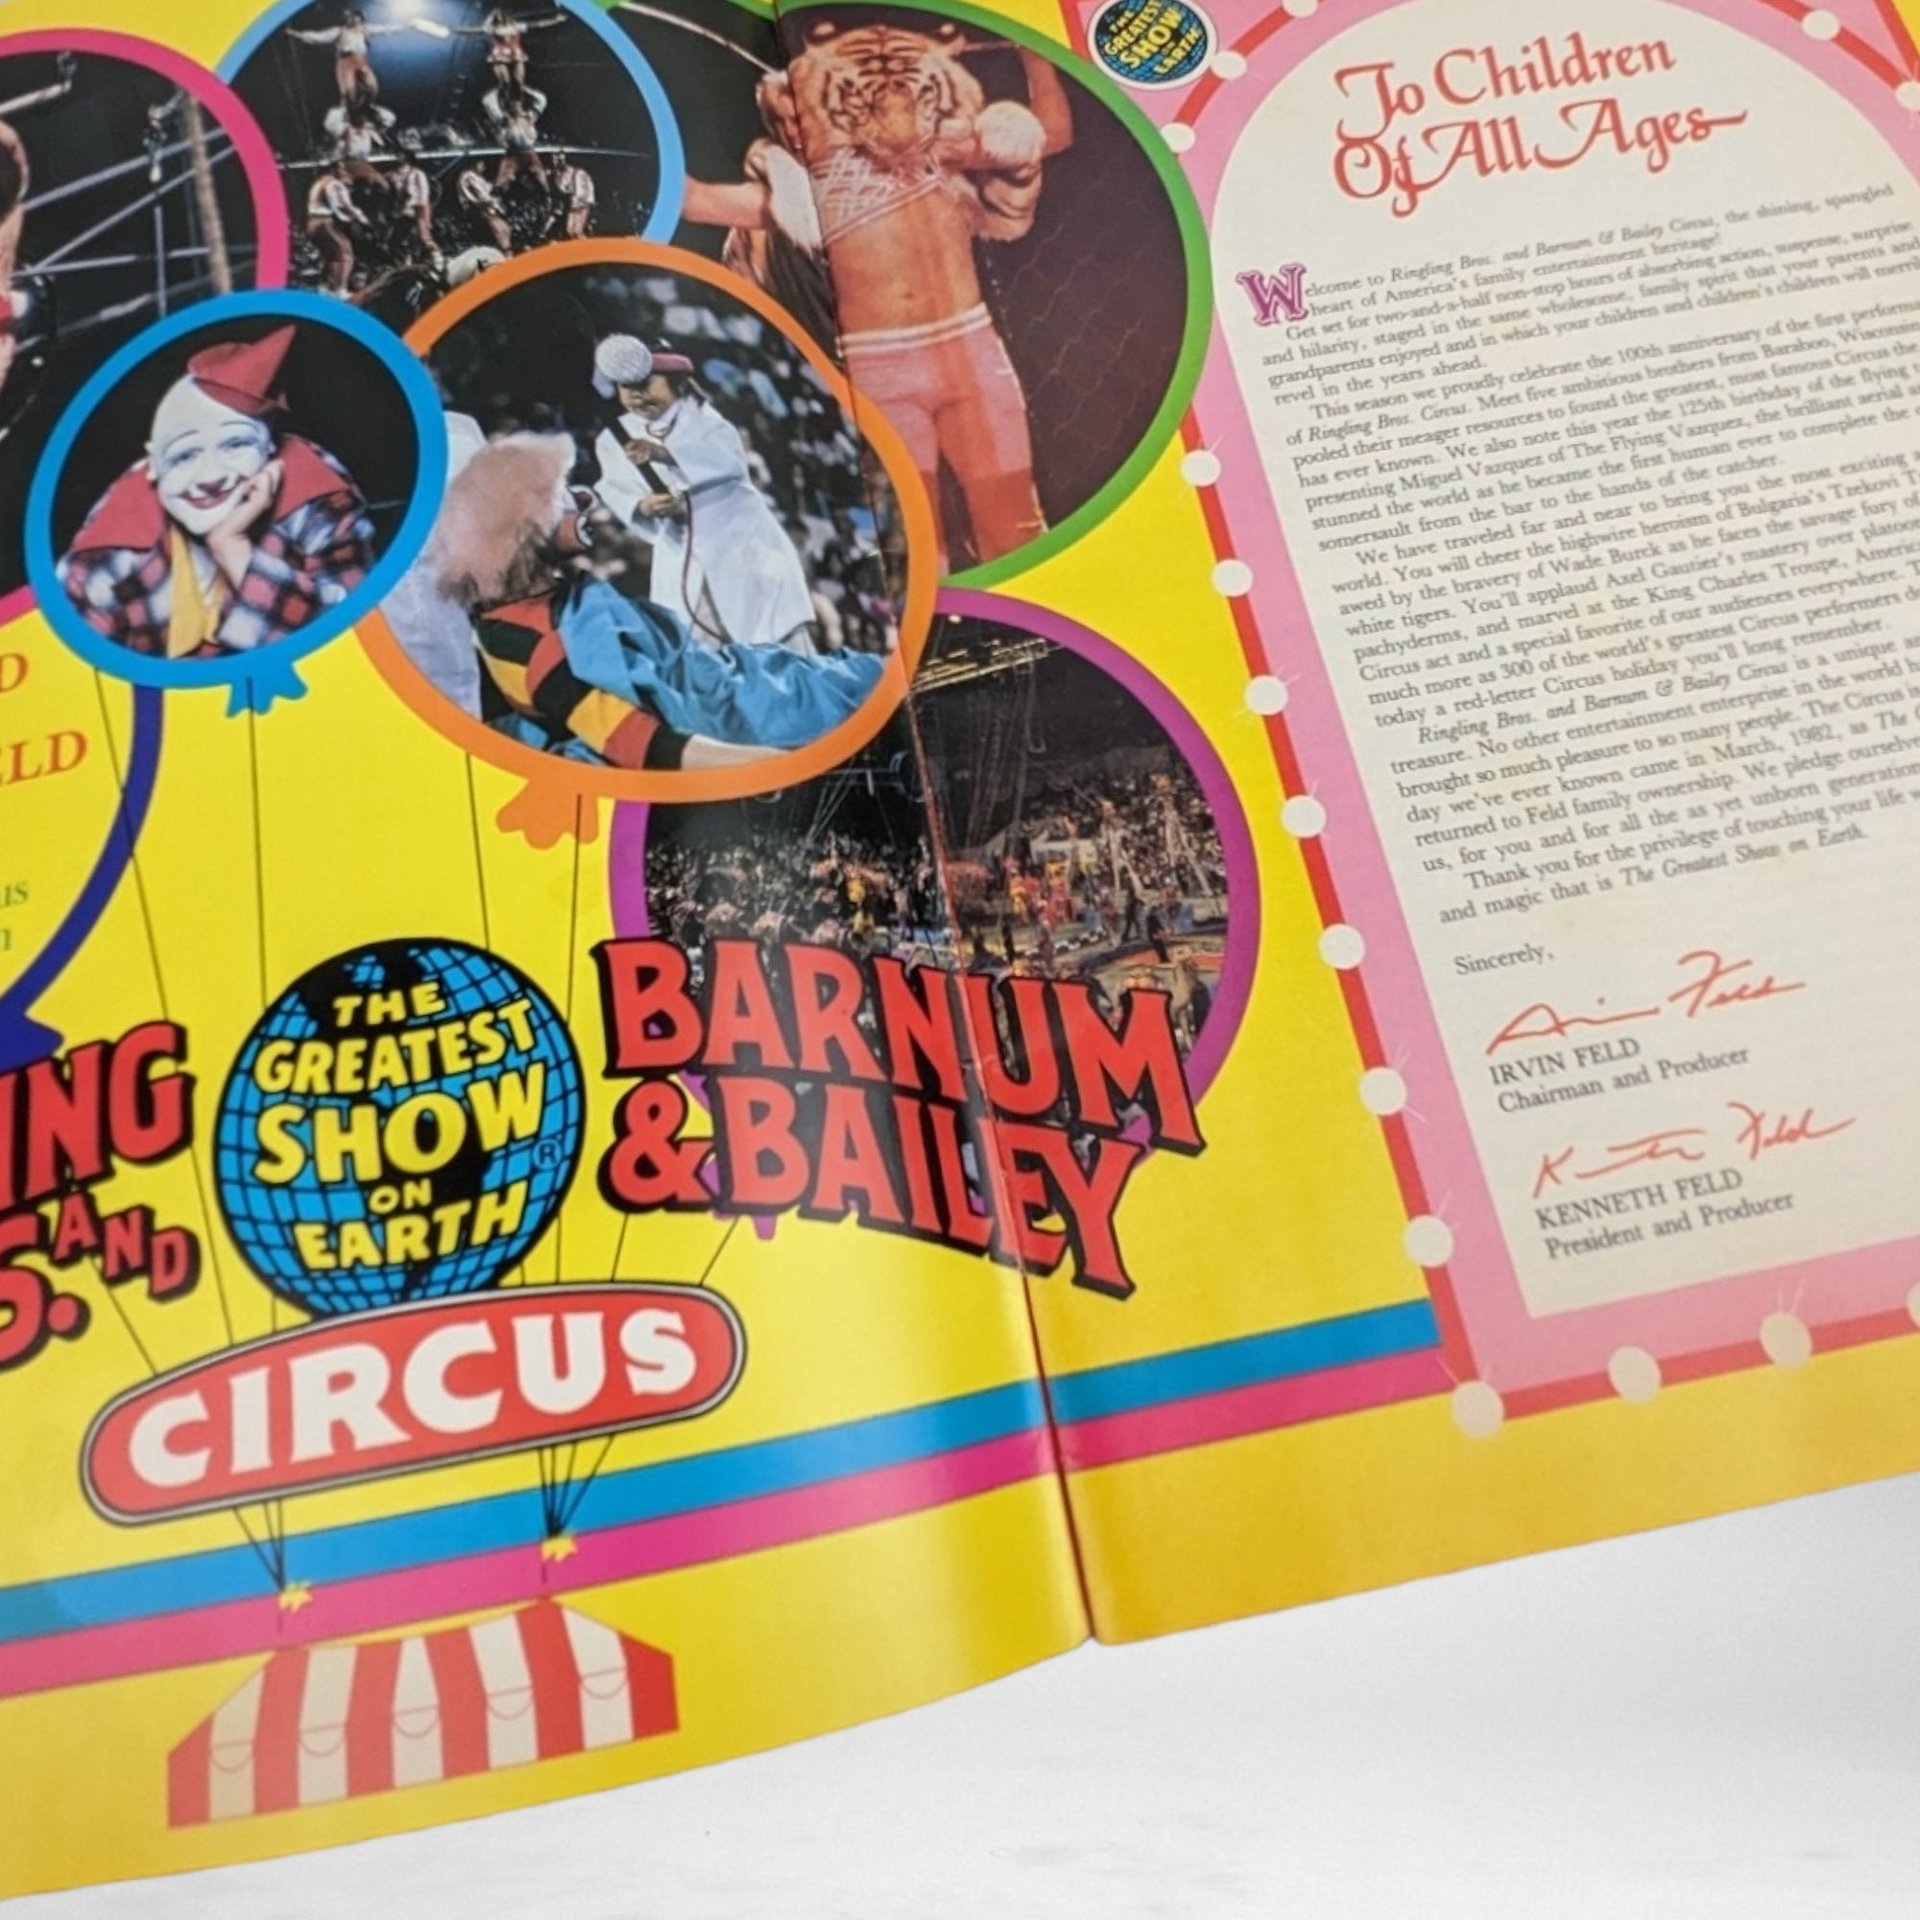 THE
GREATEST
SHOW
ON
EARTH
To Children
Of All Ages
Welcome to Ringling Bros. and Barnum & Bailey Circus, the shining, spangled
heart of America's family entertainment heritage!
Get set for two-and-a-half non-stop hours of absorbing action, suspense, surprise
and hilarity, staged in the same wholesome, family spirit that your parents and
grandparents enjoyed and in which your children and children's children will
revel in the years ahead.
This season we proudly celebrate the 100th anniversary of the first
of Ringling Bros. Circus. Meet five ambitious brothers from Baraboo, Wisconsin
pooled their meager resources to found the greatest, most famous Circus the
has ever known. We also note this year the 125th birthday of the flying
presenting Miguel Vazquez of The Flying Vazquez, the brilliant aerial
stunned the world as he became the first human ever to complete the
somersault from the bar to the hands of the catcher.
We have traveled far and near to bring you the most exciting
world. You will cheer the highwire heroism of Bulgaria's Tzekovi
awed by the bravery of Wade Burck as he faces the savage fury of
white tigers. You'll applaud Axel Gautier's mastery over
pachyderms, and marvel at the King Charles Troupe,
Circus act and a special favorite of our audiences everywhere.
much more as 300 of the world's greatest Circus performers
today a red-letter Circus holiday you'll long remember.
Ringling Bros. and Barnum & Bailey Circus is a unique
treasure. No other entertainment enterprise in the world
brought so much pleasure to so many people. The Circus is
day we've ever known came in March, 1982, as The
returned to Feld family ownership. We pledge
us, for you and for all the as yet unborn
Thank you for the privilege of touching your life
and magic that is The Greatest Show on Earth.
Sincerely,
Irvin Feld
IRVIN FELD
Chairman and Producer
Kenneth Feld
KENNETH FELD
President and Producer
D
ELD
us
n
ING
S. AND
THE
GREATEST
SHOW
ON
EARTH
®
BARNUM
& BAILEY
CIRCUS